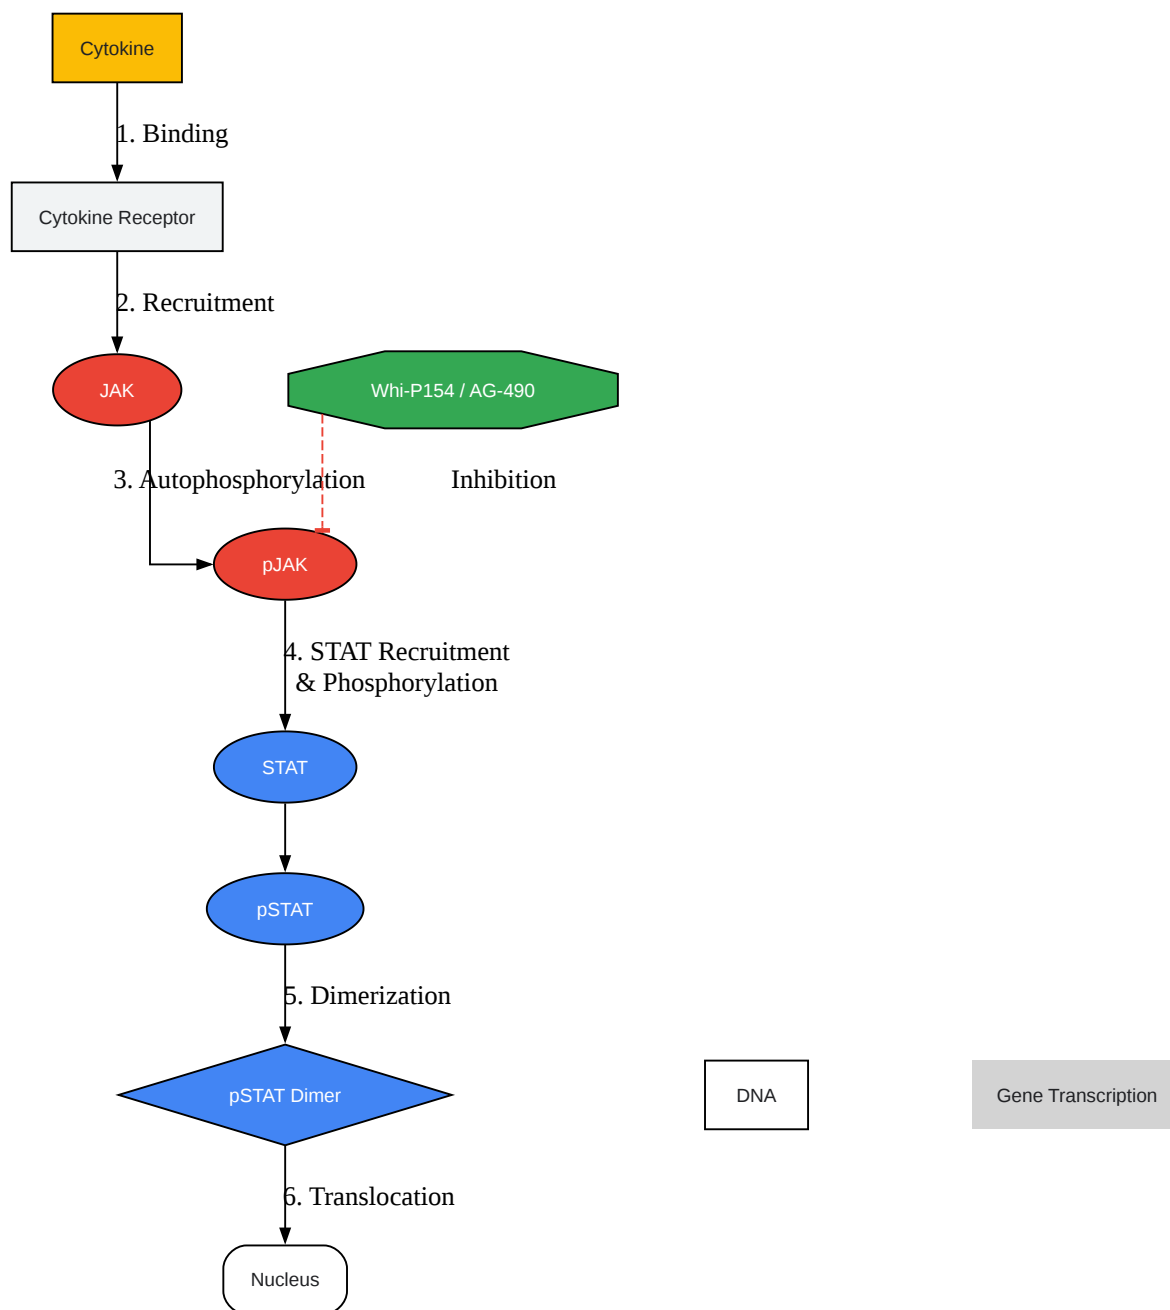 Cytokine
1. Binding
Cytokine Receptor
2. Recruitment
JAK
Whi-P154 / AG-490
3. Autophosphorylation
Inhibition
pJAK
4. STAT Recruitment
& Phosphorylation
STAT
pSTAT
5. Dimerization
pSTAT Dimer
DNA
Gene Transcription
6. Translocation
Nucleus